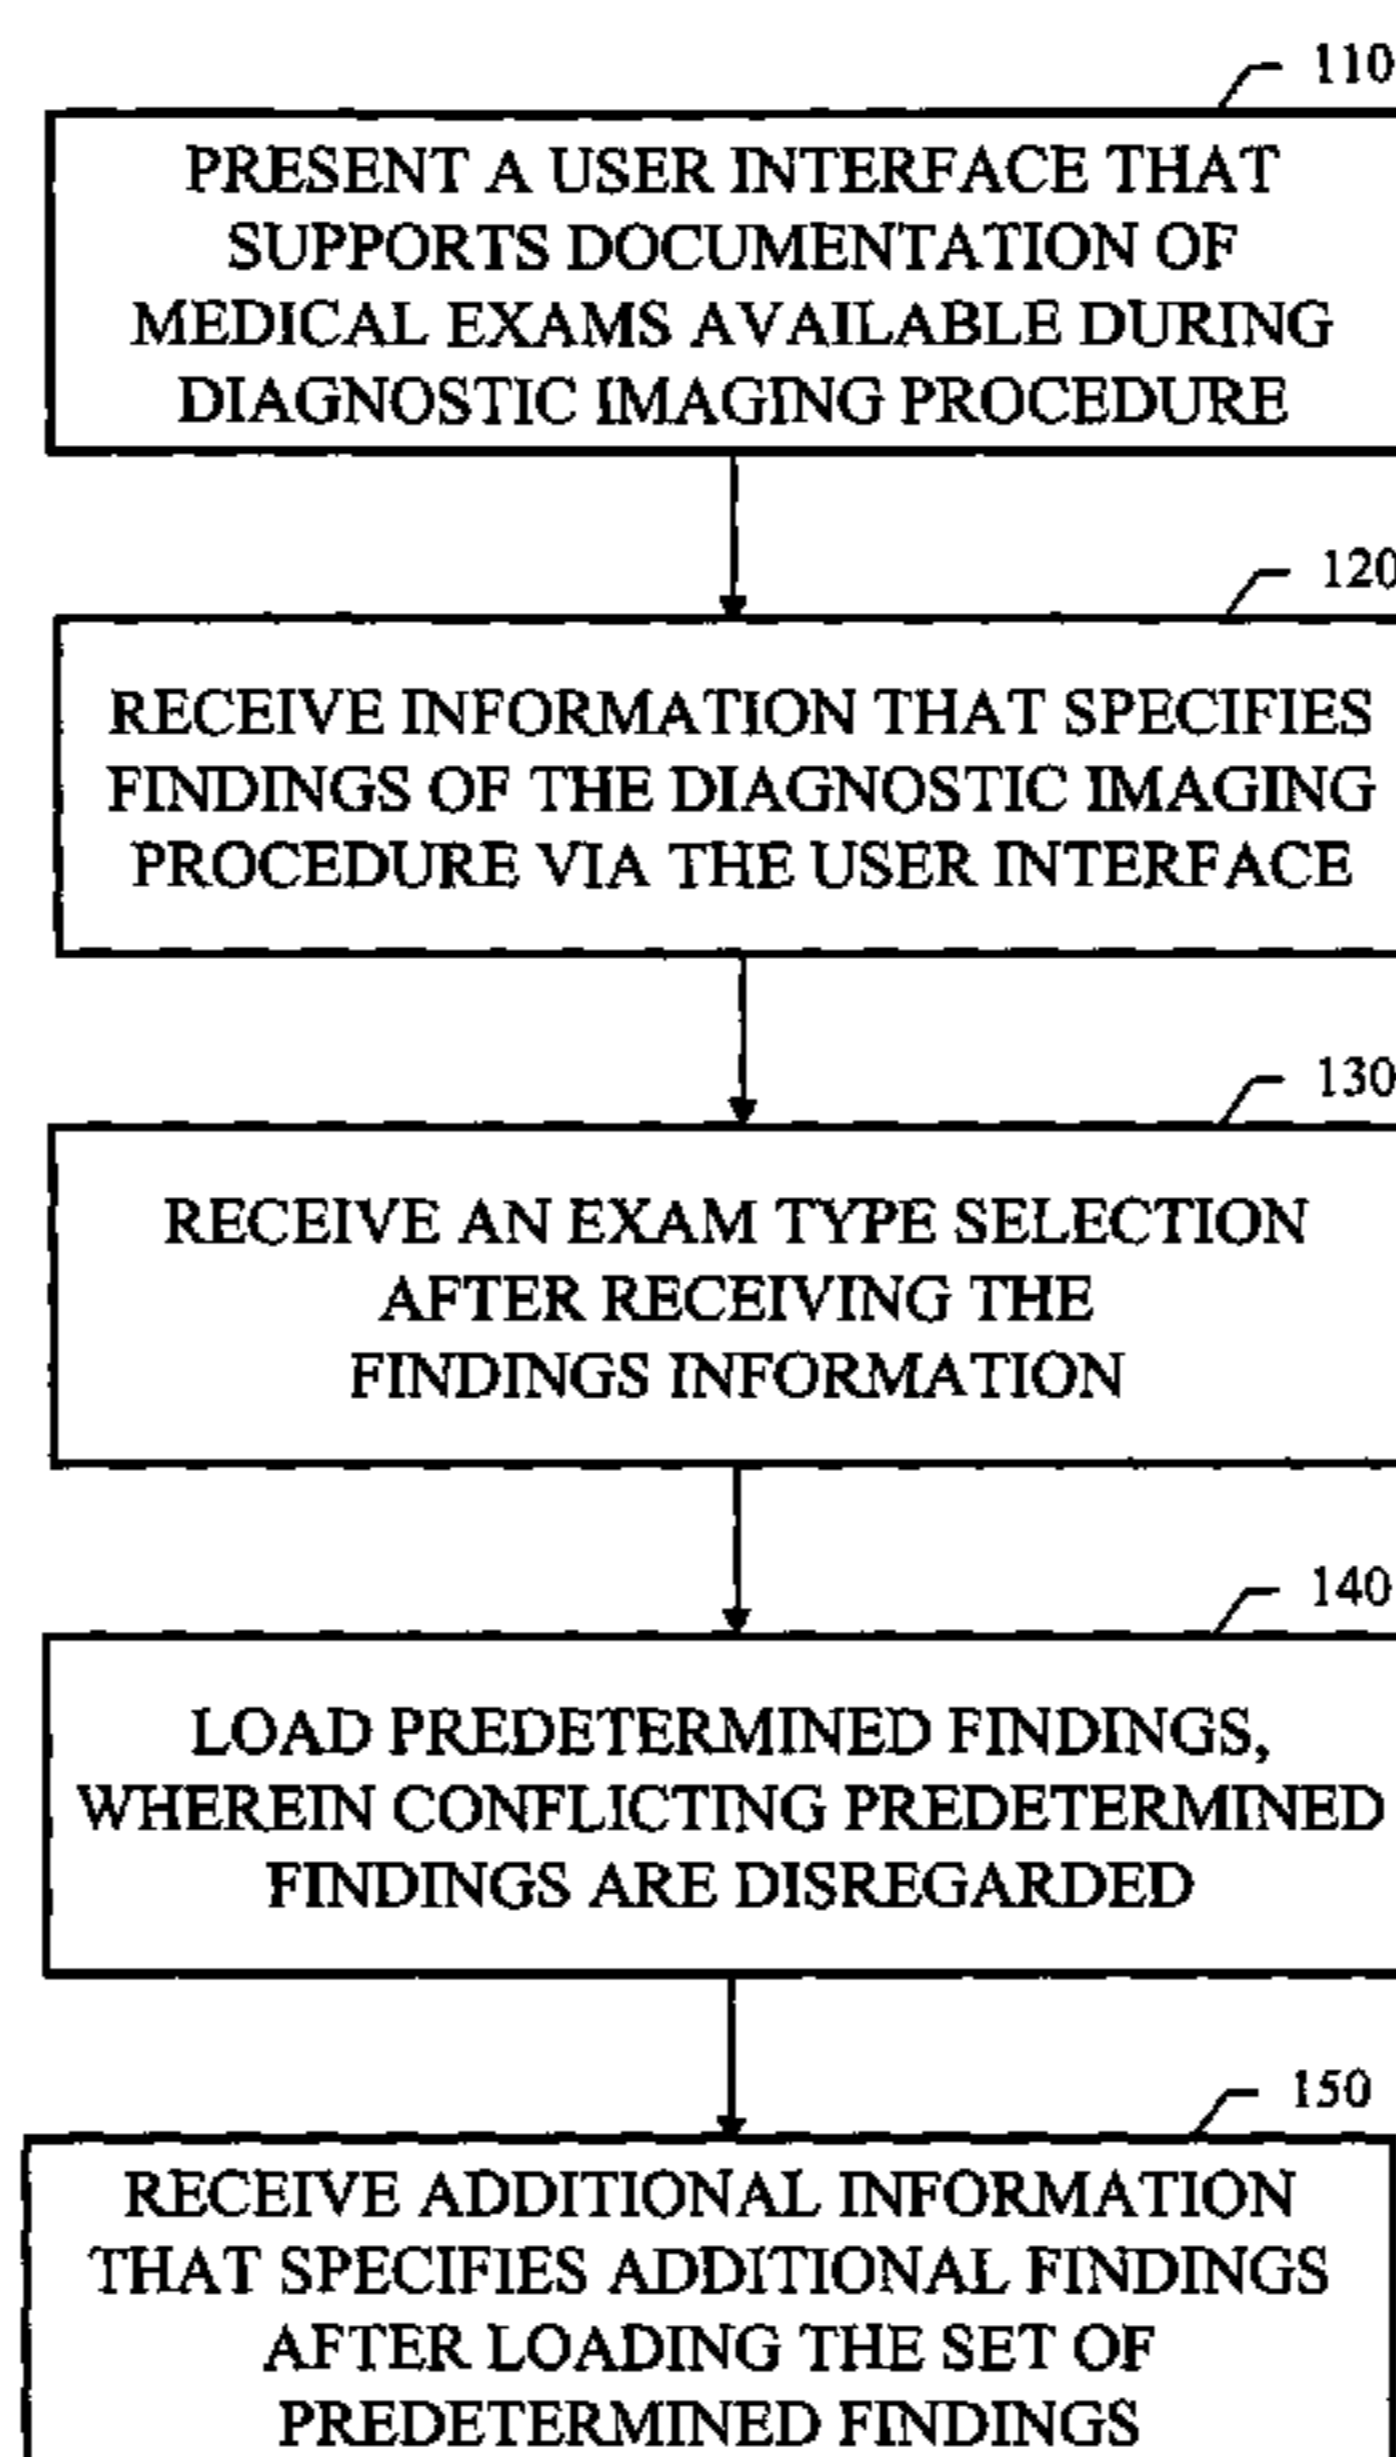 110
PRESENT A USER INTERFACE THAT
SUPPORTS DOCUMENTATION OF
MEDICAL EXAMS AVAILABLE DURING
DIAGNOSTIC IMAGING PROCEDURE
120
RECEIVE INFORMATION THAT SPECIFIES
FINDINGS OF THE DIAGNOSTIC IMAGING
PROCEDURE VIA THE USER INTERFACE
130
RECEIVE AN EXAM TYPE SELECTION
AFTER RECEIVING THE
FINDINGS INFORMATION
140
LOAD PREDETERMINED FINDINGS,
WHEREIN CONFLICTING PREDETERMINED
FINDINGS ARE DISREGARDED
150
RECEIVE ADDITIONAL INFORMATION
THAT SPECIFIES ADDITIONAL FINDINGS
AFTER LOADING THE SET OF
PREDETERMINED FINDINGS